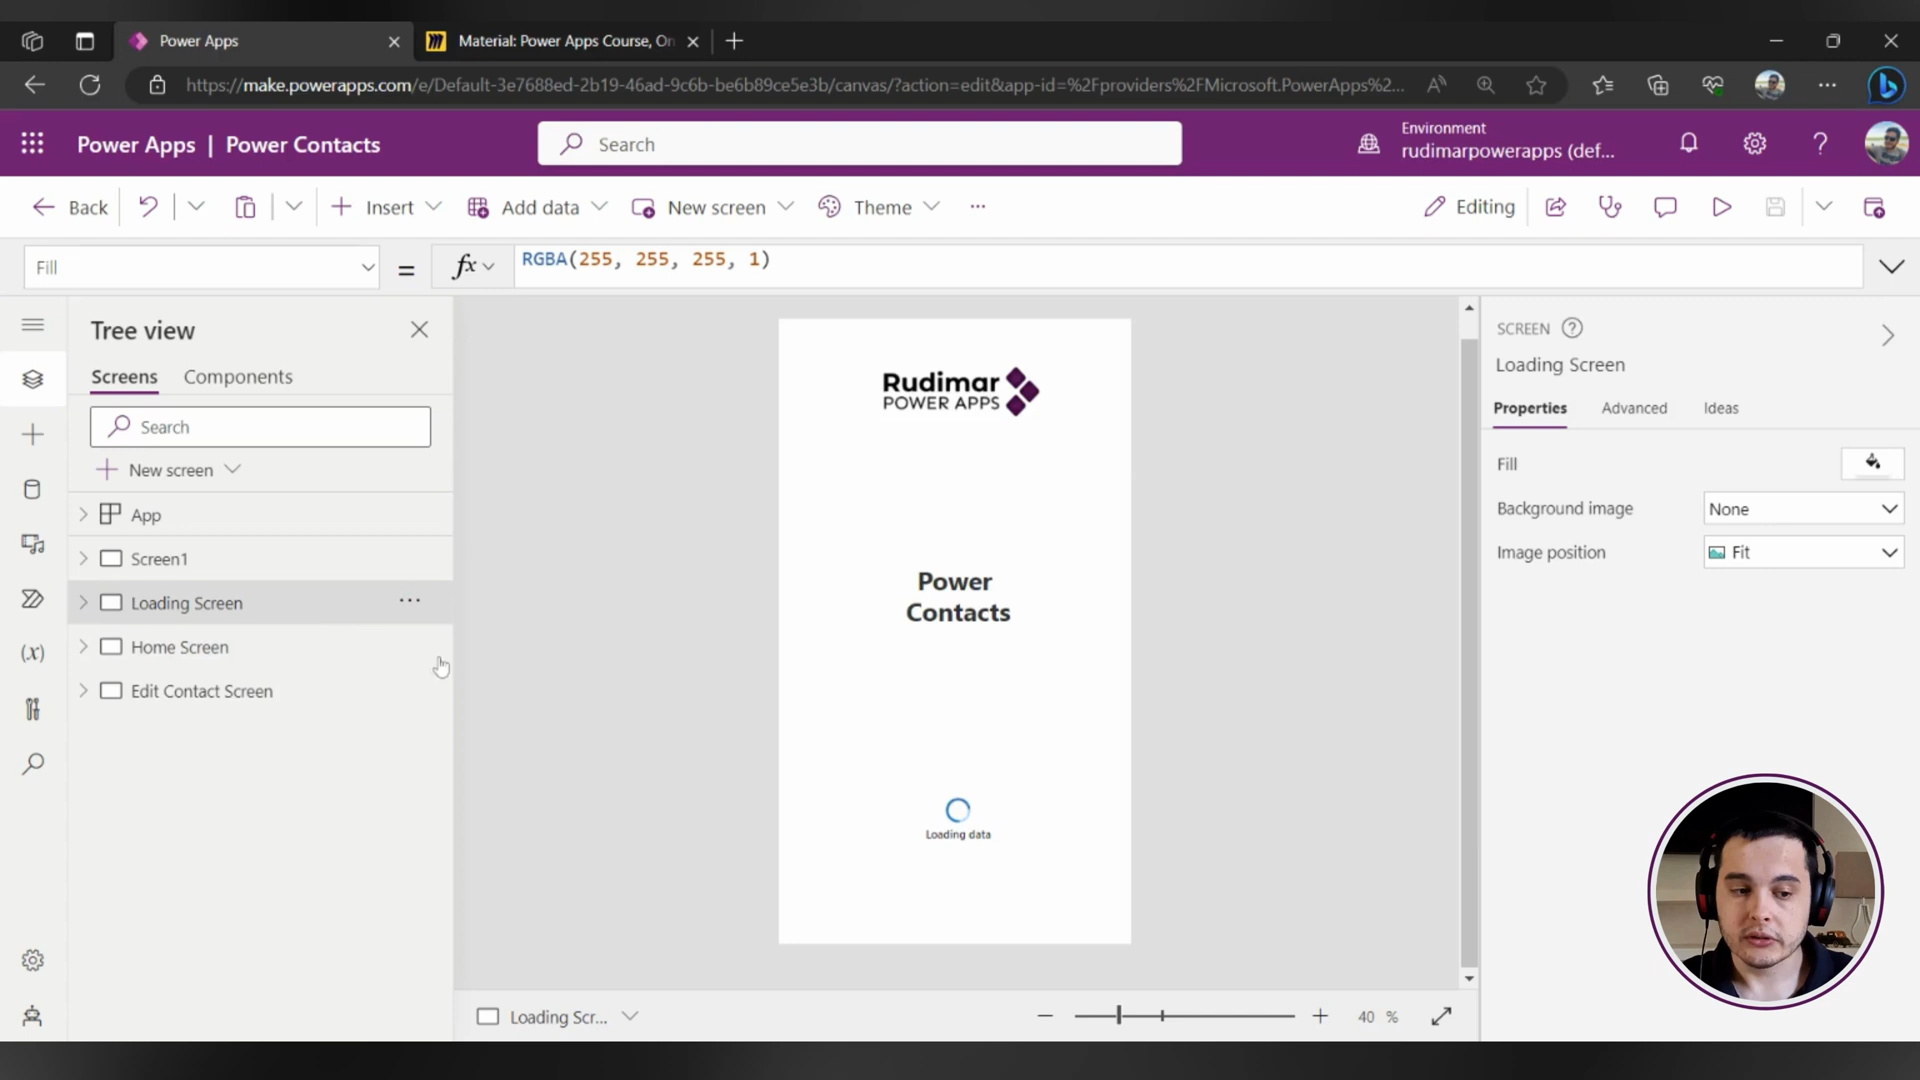 Power Apps
Material: Power Apps Course, On
https://make.powerapps.com/e/Default-3e7688ed-2b19-46ad-9c6b-be6b89ce5e3b/canvas/?action=edit&app-id=%2Fproviders%2FMicrosoft.PowerApps%2...
Power Apps | Power Contacts
Search
Environment
rudimarpowerapps (def...
Back
Insert
Add data
New screen
Theme
Editing
Fill
=
fx
RGBA(255, 255, 255, 1)
Tree view
Screens
Components
Search
New screen
App
Screen1
Loading Screen
Home Screen
Edit Contact Screen
(x)
Rudimar
POWER APPS
Power
Contacts
Loading data
Loading Scr...
40 %
SCREEN
Loading Screen
Properties
Advanced
Ideas
Fill
Background image
None
Image position
Fit